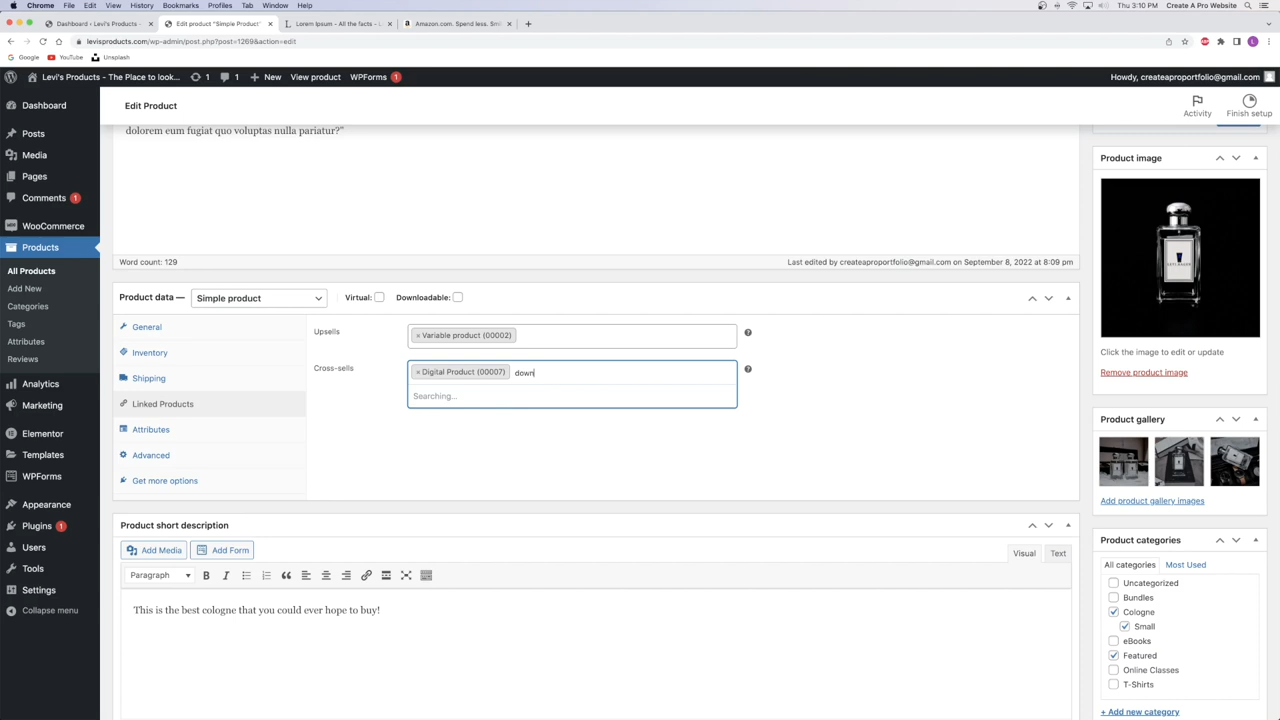 Chrome File Edit View History Bookmarks Profiles Tab Window Help
Create A Pro Website Thu 3:10 PM
Dashboard ‹ Levi's Products -
Edit product "Simple Product"
Lorem Ipsum - All the facts - L
Amazon.com. Spend less. Smi
levisproducts.com/wp-admin/post.php?post=1269&action=edit
Google YouTube Unsplash
Levi's Products - The Place to look... 1 1 New View product WPForms 1
Howdy, createaproportfolio@gmail.com
Dashboard
Posts
Media
Pages
Comments 1
WooCommerce
Products
All Products
Add New
Categories
Tags
Attributes
Reviews
Analytics
Marketing
Elementor
Templates
WPForms
Appearance
Plugins 1
Users
Tools
Settings
Collapse menu
Edit Product
Activity
Finish setup
dolorem eum fugiat quo voluptas nulla pariatur?"
Word count: 129
Last edited by createaproportfolio@gmail.com on September 8, 2022 at 8:09 pm
Product data — Simple product Virtual: Downloadable:
General
Inventory
Shipping
Linked Products
Attributes
Advanced
Get more options
Upsells
× Variable product (00002)
Cross-sells
× Digital Product (00007) down
Searching...
Product short description
Add Media Add Form
Visual Text
Paragraph B I
This is the best cologne that you could ever hope to buy!
Product image
Click the image to edit or update
Remove product image
Product gallery
Add product gallery images
Product categories
All categories Most Used
Uncategorized
Bundles
Cologne
Small
eBooks
Featured
Online Classes
T-Shirts
+ Add new category